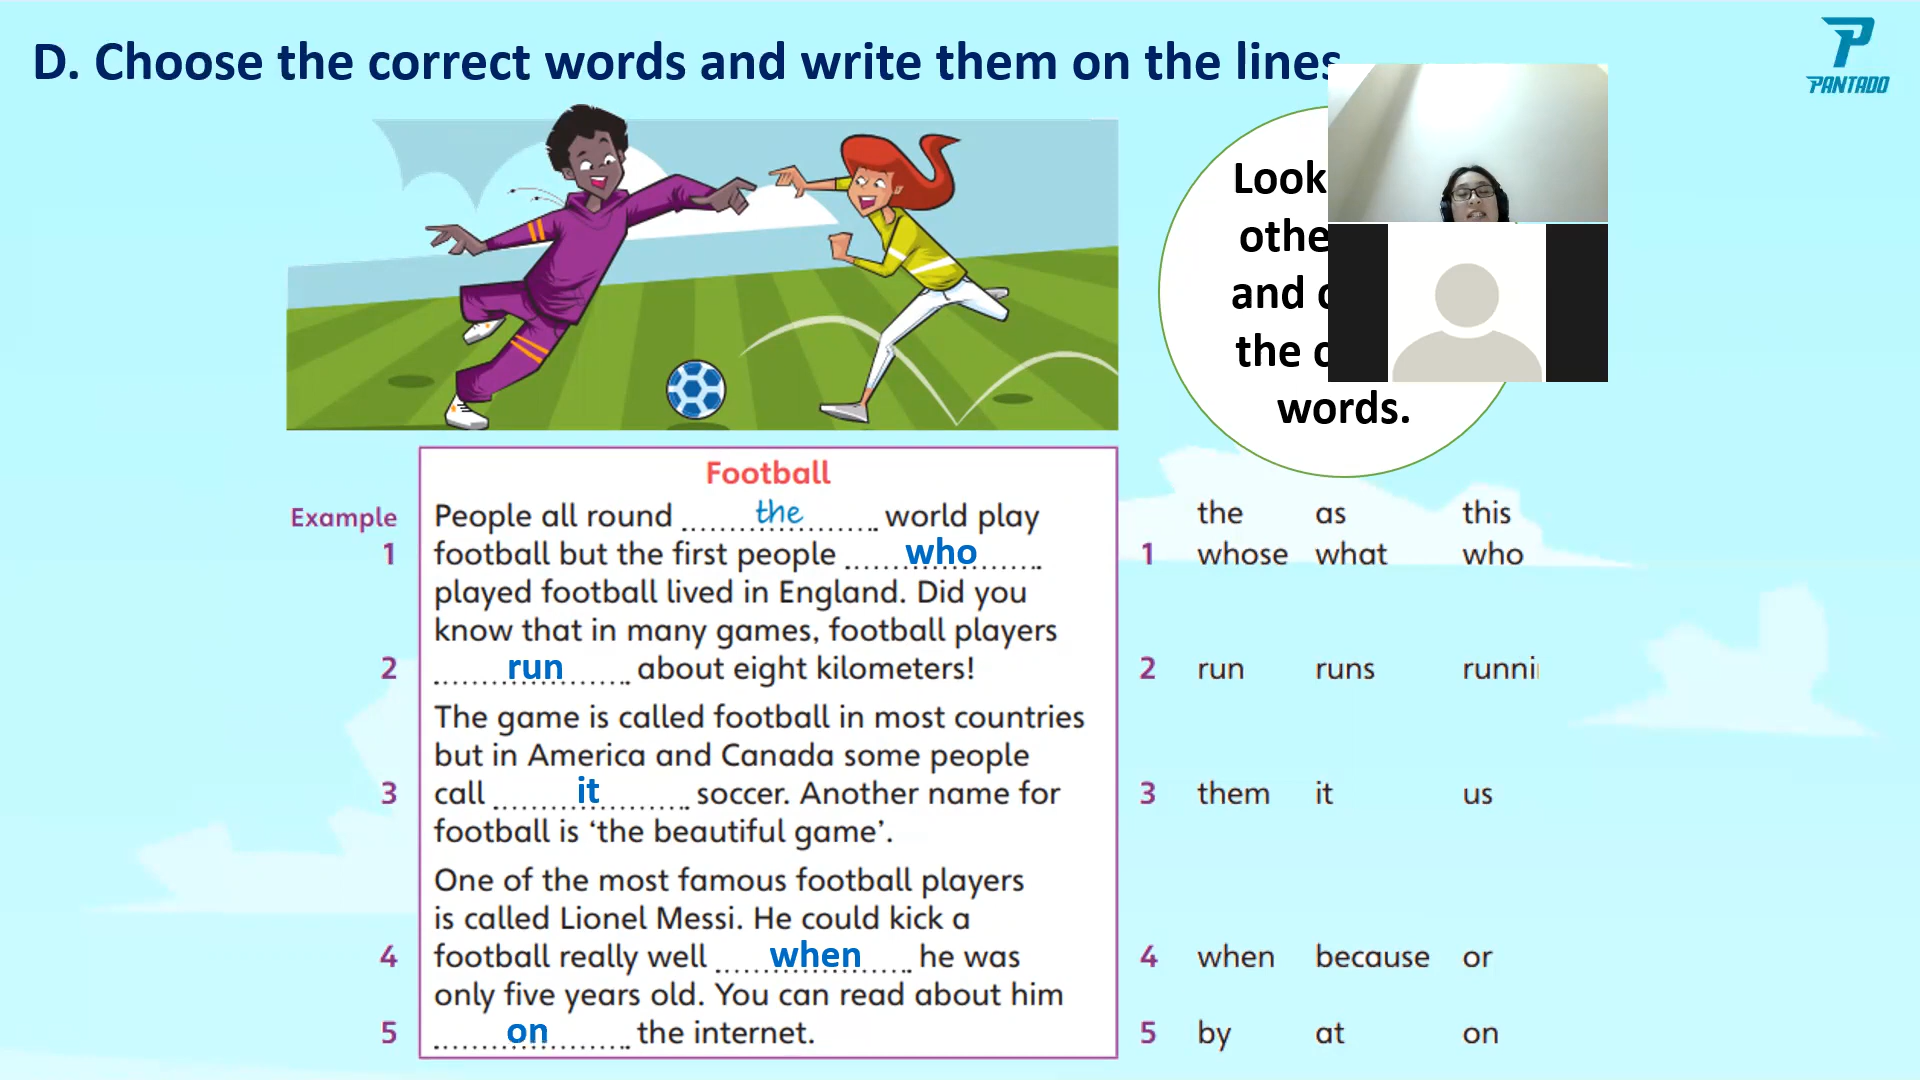 D. Choose the correct words and write them on the lines
PANTADO
Look
and
the
words.
Football
Example People all round the world play the as this
1 football but the first people who 1 whose what who
played football lived in England. Did you
know that in many games, football players
2 run about eight kilometers! 2 run runs
The game is called football in most countries
but in America and Canada some people
3 call it soccer. Another name for 3 them it us
football is ‘the beautiful game’.
One of the most famous football players
is called Lionel Messi. He could kick a
4 football really well when he was 4 when because or
only five years old. You can read about him
5 on the internet. 5 by at on